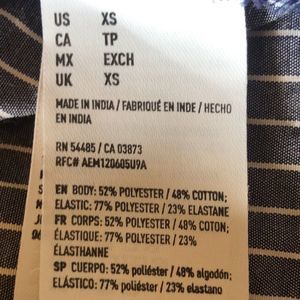 US XS
CA TP
MX EXCH
UK XS
MADE IN INDIA / FABRIQUÉ EN INDE / HECHO
EN INDIA
RN 54485 / CA 03873
RFC# AEM120605U9A
EN BODY: 52% POLYESTER / 48% COTTON;
ELASTIC: 77% POLYESTER / 23% ELASTANE
FR CORPS: 52% POLYESTER / 48% COTON;
ÉLASTIQUE: 77% POLYESTER / 23%
ÉLASTHANNE
SP CUERPO: 52% poliéster / 48% algodón;
ELÁSTICO: 77% poliéster / 23% elastano